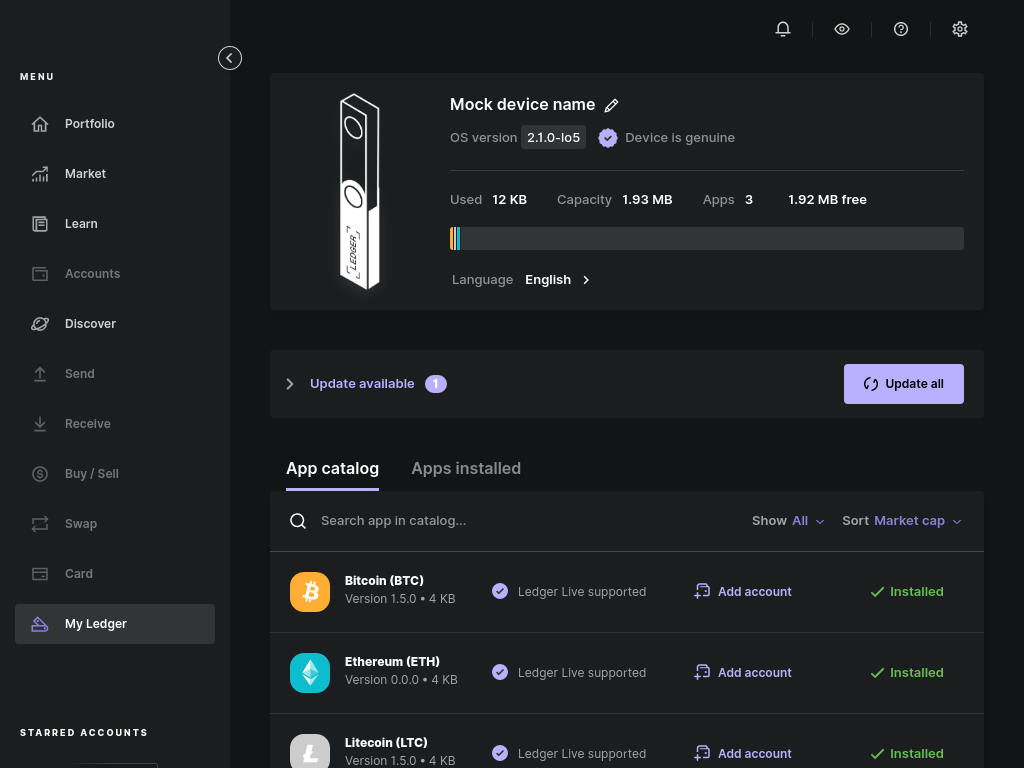 MENU
Portfolio
Market
Learn
Accounts
Discover
Send
Receive
Buy / Sell
Swap
Card
My Ledger
STARRED ACCOUNTS
LEDGER
Mock device name
OS version 2.1.0-lo5 Device is genuine
Used 12 KB Capacity 1.93 MB Apps 3 1.92 MB free
Language English
Update available 1 Update all
App catalog Apps installed
Search app in catalog... Show All Sort Market cap
Bitcoin (BTC)
Version 1.5.0 • 4 KB Ledger Live supported Add account Installed
Ethereum (ETH)
Version 0.0.0 • 4 KB Ledger Live supported Add account Installed
Litecoin (LTC)
Version 1.5.0 • 4 KB Ledger Live supported Add account Installed